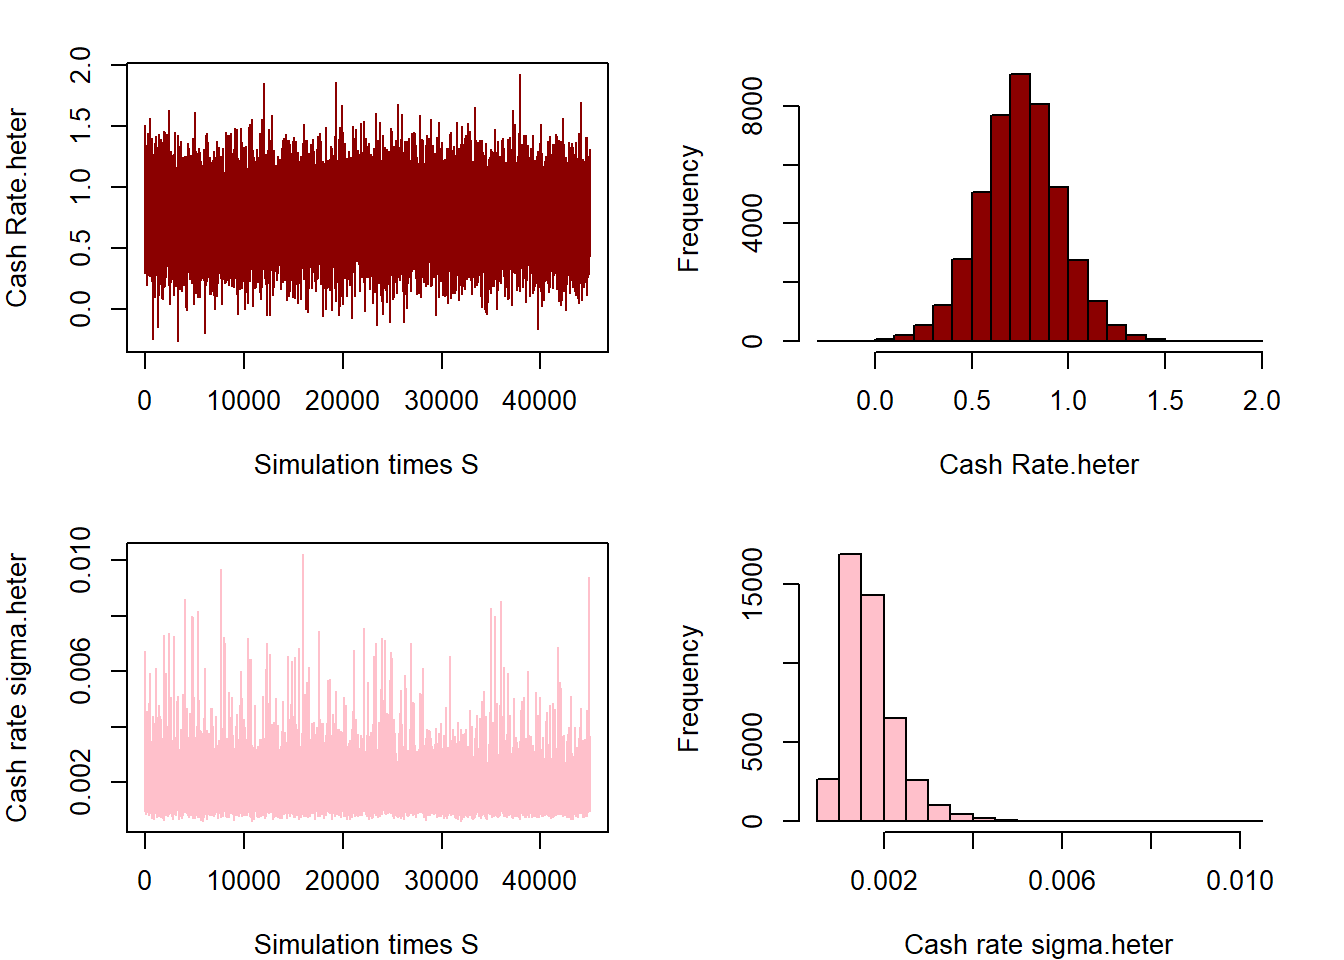 Cash Rate.heter
0.0 0.5 1.0 1.5 2.0
0 10000 20000 30000 40000
Simulation times S
Frequency
0 4000 8000
0.0 0.5 1.0 1.5 2.0
Cash Rate.heter
Cash rate sigma.heter
0.002 0.006 0.010
0 10000 20000 30000 40000
Simulation times S
Frequency
0 5000 15000
0.002 0.006 0.010
Cash rate sigma.heter